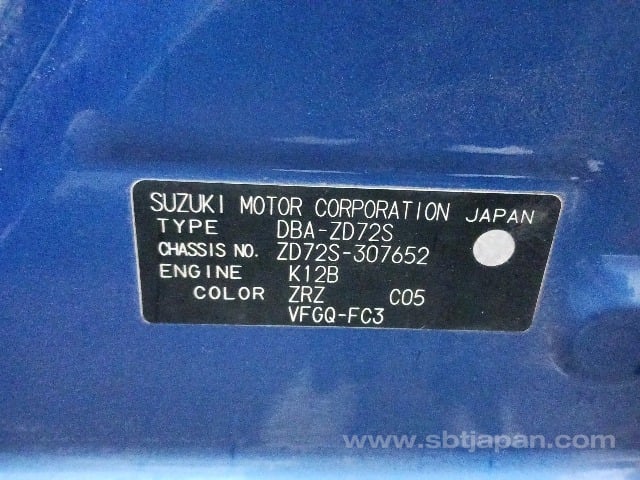 SUZUKI MOTOR CORPORATION JAPAN
TYPE DBA-ZD72S
CHASSIS NO. ZD72S-307652
ENGINE K12B
COLOR ZRZ C05
VFGQ-FC3
www.sbtjapan.com